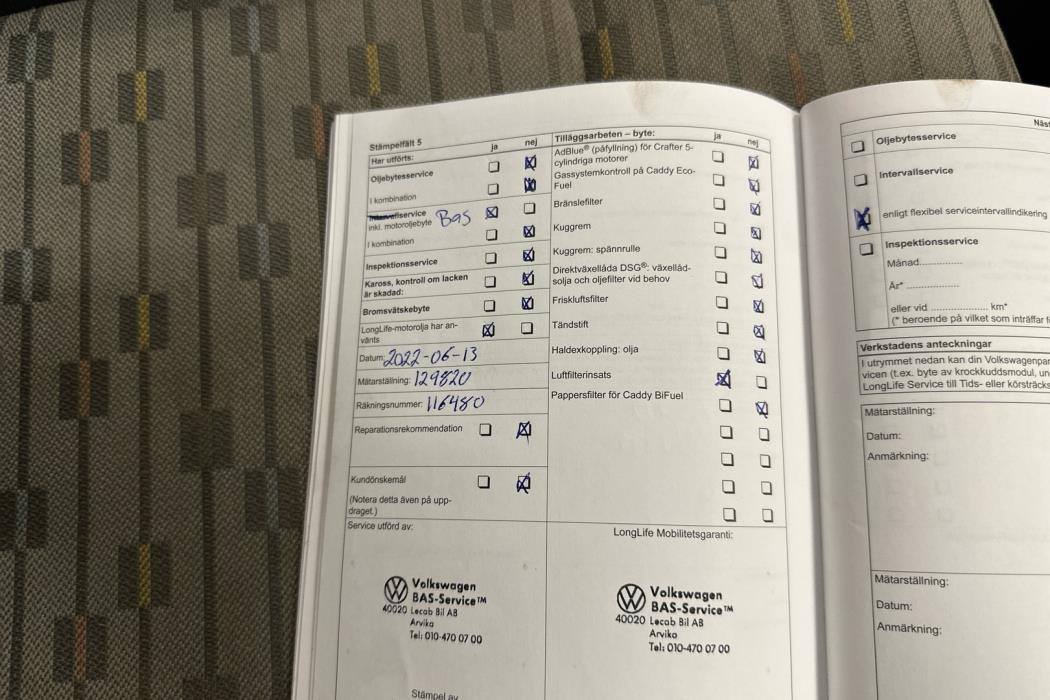 Stämpelfält 5
ja
nej
Har utförts:
Oljebytesservice
I kombination
Intervallservice Bas
inkl. motoroljebyte
I kombination
Inspektionsservice
Kaross, kontroll om lacken
är skadad:
Bromsvätskebyte
LongLife-motorolja har an-
vänts
Datum: 2022-06-13
Mätarställning: 129820
Räkningsnummer: 116480
Reparationsrekommendation
Kundönskemål
(Notera detta även på upp-
draget.)
Service utförd av:
Volkswagen
BAS-Service™
40020 Lecab Bil AB
Arvika
Tel: 010-470 07 00
Stämpel av
Tilläggsarbeten – byte:
ja
nej
AdBlue® (påfyllning) för Crafter 5-
cylindriga motorer
Gassystemkontroll på Caddy Eco-
Fuel
Bränslefilter
Kuggrem
Kuggrem: spännrulle
Direktväxellåda DSG®: växellåd-
solja och oljefilter vid behov
Friskluftsfilter
Tändstift
Haldexkoppling: olja
Luftfilterinsats
Pappersfilter för Caddy BiFuel
LongLife Mobilitetsgaranti:
Volkswagen
BAS-Service™
40020 Lecab Bil AB
Arvika
Tel: 010-470 07 00
Näst
Oljebytesservice
Intervallservice
enligt flexibel serviceintervallindikering
Inspektionsservice
Månad..............
År* ................
eller vid .................. km*
(* beroende på vilket som inträffar f
Verkstadens anteckningar
I utrymmet nedan kan din Volkswagenpar
vicen (t.ex. byte av krockkuddsmodul, un
LongLife Service till Tids- eller körsträcks
Mätarställning:
Datum:
Anmärkning:
Mätarställning:
Datum:
Anmärkning: